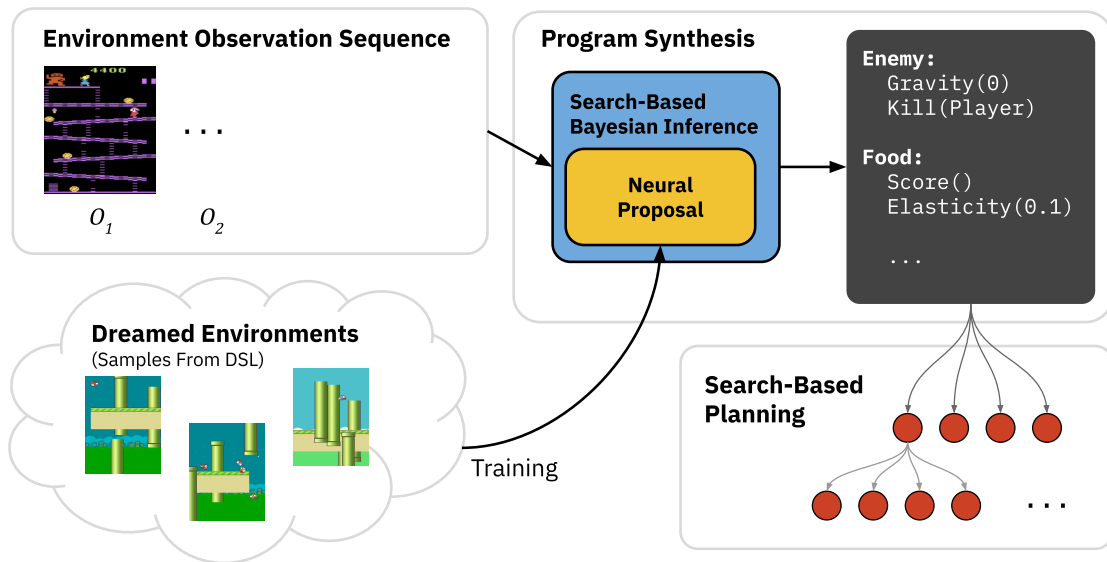 Environment Observation Sequence
4400
...
O1
O2
Program Synthesis
Search-Based
Bayesian Inference
Neural
Proposal
Enemy:
Gravity(0)
Kill(Player)
Food:
Score()
Elasticity(0.1)
...
Dreamed Environments
(Samples From DSL)
Training
Search-Based
Planning
...